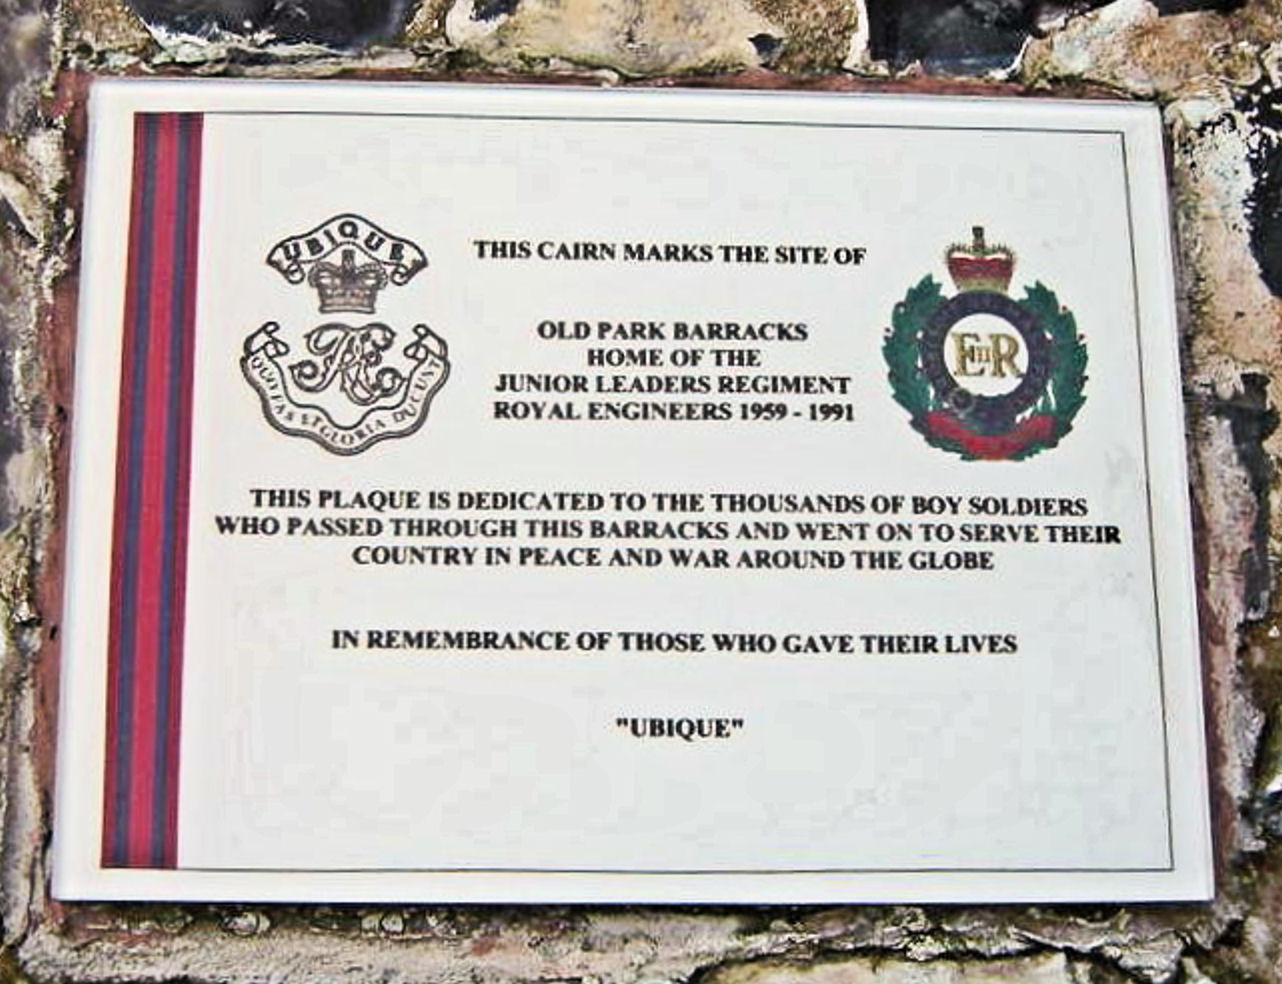 UBIQUE
QUO FAS ET GLORIA DUCUNT
THIS CAIRN MARKS THE SITE OF
EIIR
OLD PARK BARRACKS
HOME OF THE
JUNIOR LEADERS REGIMENT
ROYAL ENGINEERS 1959 - 1991
THIS PLAQUE IS DEDICATED TO THE THOUSANDS OF BOY SOLDIERS
WHO PASSED THROUGH THIS BARRACKS AND WENT ON TO SERVE THEIR
COUNTRY IN PEACE AND WAR AROUND THE GLOBE
IN REMEMBRANCE OF THOSE WHO GAVE THEIR LIVES
"UBIQUE"